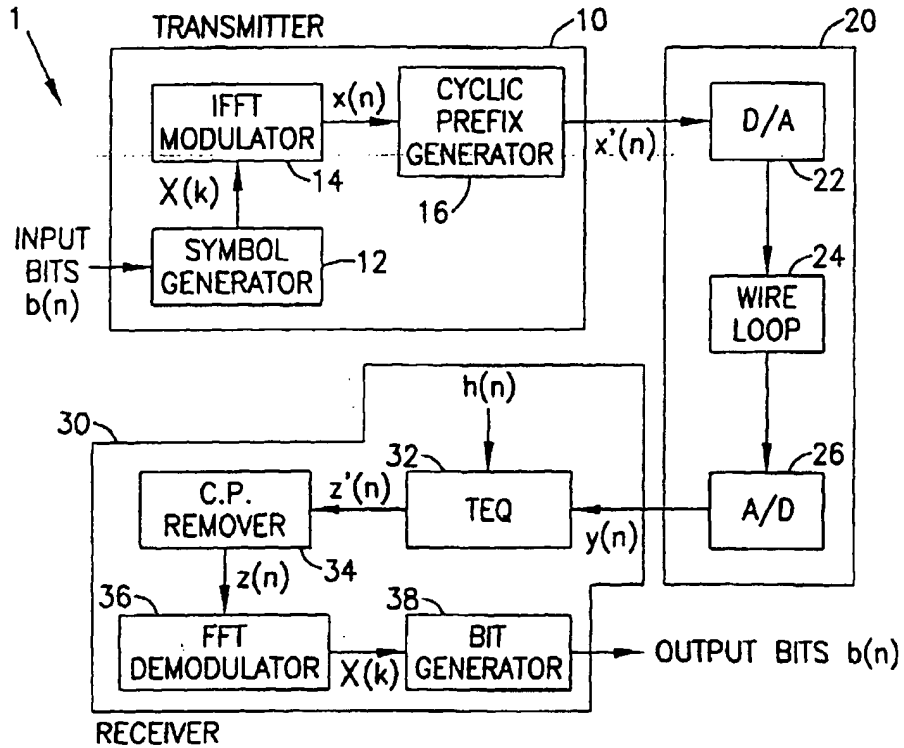 1
TRANSMITTER
10
20
IFFT
MODULATOR
14
x(n)
CYCLIC
PREFIX
GENERATOR
16
x'(n)
D/A
22
X(k)
INPUT
BITS
b(n)
SYMBOL
GENERATOR
12
24
WIRE
LOOP
h(n)
30
C.P.
REMOVER
34
z'(n)
32
TEQ
y(n)
26
A/D
z(n)
36
FFT
DEMODULATOR
X(k)
38
BIT
GENERATOR
OUTPUT BITS b(n)
RECEIVER